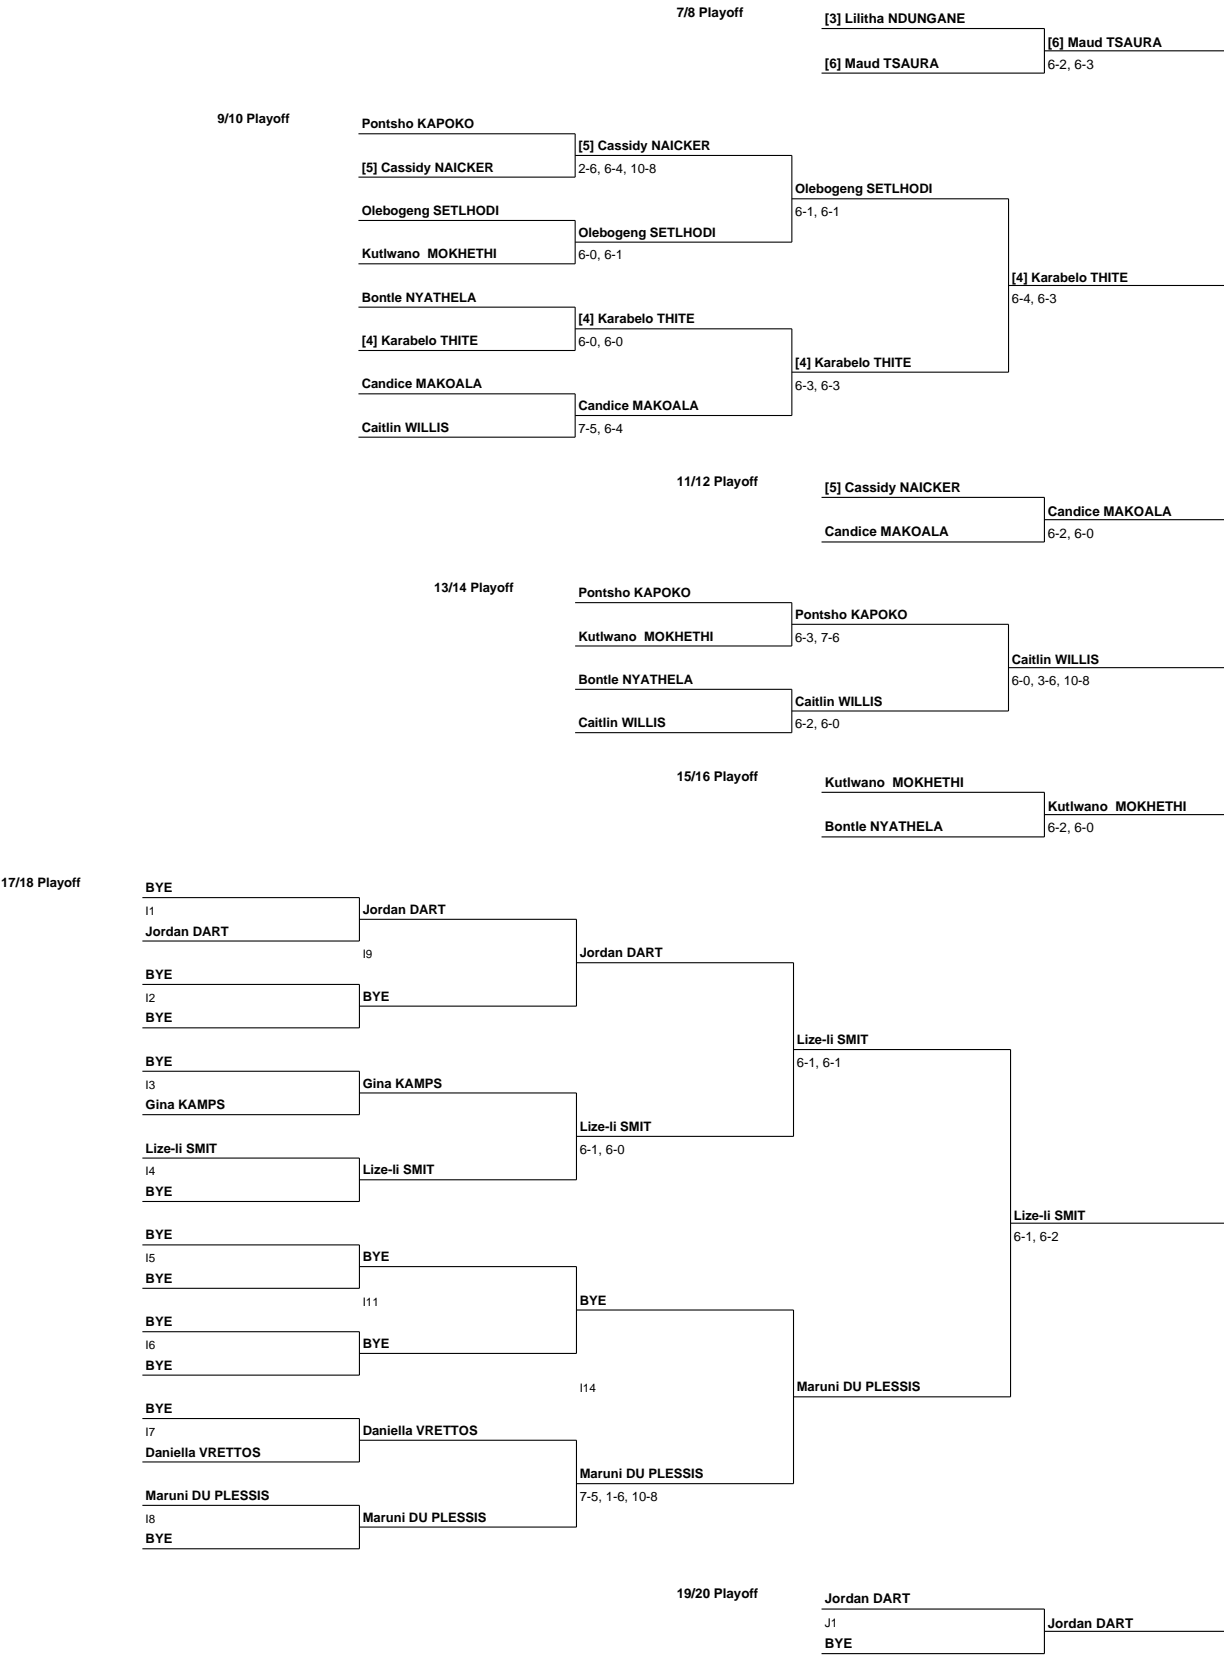 7/8 Playoff
[3] Lilitha NDUNGANE
[6] Maud TSAURA
[6] Maud TSAURA
6-2, 6-3
9/10 Playoff
Pontsho KAPOKO
[5] Cassidy NAICKER
[5] Cassidy NAICKER
2-6, 6-4, 10-8
Olebogeng SETLHODI
6-1, 6-1
Olebogeng SETLHODI
Olebogeng SETLHODI
Kutlwano MOKHETHI
6-0, 6-1
[4] Karabelo THITE
6-4, 6-3
Bontle NYATHELA
[4] Karabelo THITE
[4] Karabelo THITE
6-0, 6-0
[4] Karabelo THITE
6-3, 6-3
Candice MAKOALA
Candice MAKOALA
Caitlin WILLIS
7-5, 6-4
11/12 Playoff
[5] Cassidy NAICKER
Candice MAKOALA
Candice MAKOALA
6-2, 6-0
13/14 Playoff
Pontsho KAPOKO
Pontsho KAPOKO
Kutlwano MOKHETHI
6-3, 7-6
Caitlin WILLIS
6-0, 3-6, 10-8
Bontle NYATHELA
Caitlin WILLIS
Caitlin WILLIS
6-2, 6-0
15/16 Playoff
Kutlwano MOKHETHI
Kutlwano MOKHETHI
Bontle NYATHELA
6-2, 6-0
17/18 Playoff
BYE
I1
Jordan DART
Jordan DART
I9
Jordan DART
BYE
I2
BYE
BYE
Lize-li SMIT
6-1, 6-1
BYE
I3
Gina KAMPS
Gina KAMPS
Lize-li SMIT
6-1, 6-0
Lize-li SMIT
I4
Lize-li SMIT
BYE
Lize-li SMIT
6-1, 6-2
BYE
I5
BYE
BYE
I11
BYE
BYE
I6
BYE
BYE
I14
Maruni DU PLESSIS
BYE
I7
Daniella VRETTOS
Daniella VRETTOS
Maruni DU PLESSIS
7-5, 1-6, 10-8
Maruni DU PLESSIS
I8
Maruni DU PLESSIS
BYE
19/20 Playoff
Jordan DART
J1
Jordan DART
BYE